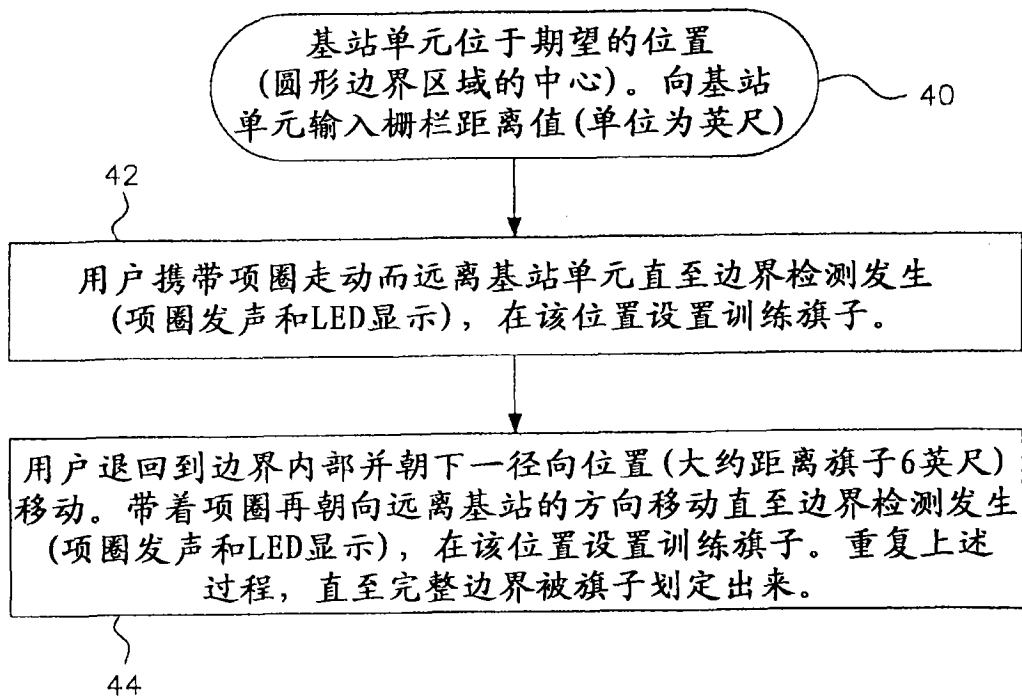 基站单元位于期望的位置
(圆形边界区域的中心)。向基站
单元输入栅栏距离值(单位为英尺)
40
42
用户携带项圈走动而远离基站单元直至边界检测发生
(项圈发声和LED显示)，在该位置设置训练旗子。
用户退回到边界内部并朝下一径向位置(大约距离旗子6英尺)
移动。带着项圈再朝向远离基站的方向移动直至边界检测发生
(项圈发声和LED显示)，在该位置设置训练旗子。重复上述
过程，直至完整边界被旗子划定出来。
44